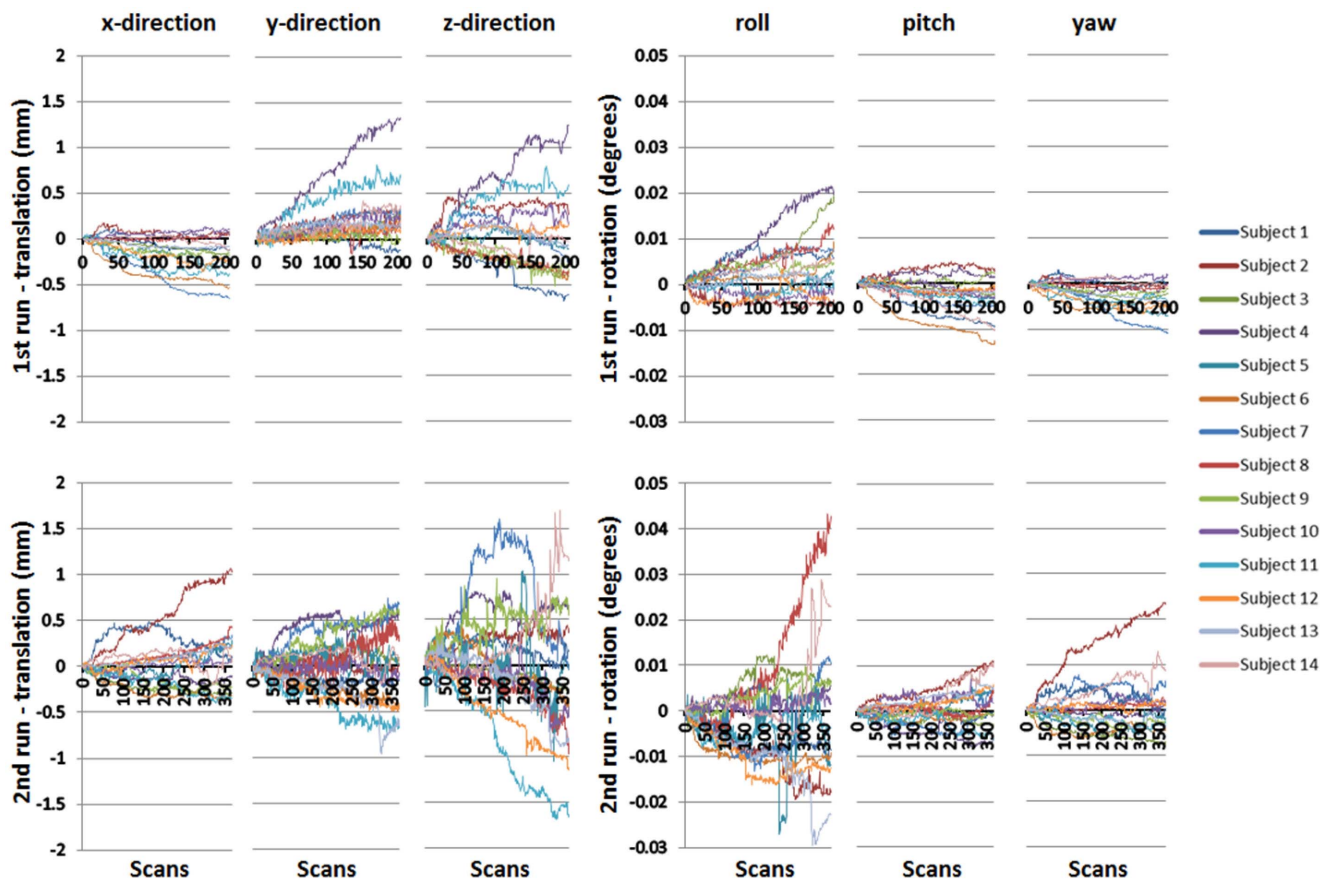 x-direction y-direction z-direction roll pitch yaw
1st run - translation (mm)
2
1.5
1
0.5
0
-0.5
-1
-1.5
-2
0 50 100 150 200
0 50 100 150 200
0 50 100 150 200
1st run - rotation (degrees)
0.05
0.04
0.03
0.02
0.01
0
-0.01
-0.02
-0.03
0 50 100 150 200
0 50 100 150 200
0 50 100 150 200
2nd run - translation (mm)
2
1.5
1
0.5
0
-0.5
-1
-1.5
-2
0 50 100 150 200 250 300 350
0 50 100 150 200 250 300 350
0 50 100 150 200 250 300 350
Scans Scans Scans
2nd run - rotation (degrees)
0.05
0.04
0.03
0.02
0.01
0
-0.01
-0.02
-0.03
0 50 100 150 200 250 300 350
0 50 100 150 200 250 300 350
0 50 100 150 200 250 300 350
Scans Scans Scans
Subject 1
Subject 2
Subject 3
Subject 4
Subject 5
Subject 6
Subject 7
Subject 8
Subject 9
Subject 10
Subject 11
Subject 12
Subject 13
Subject 14